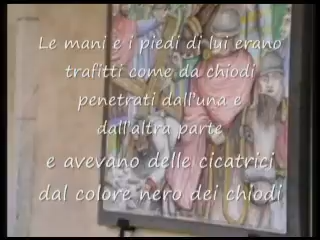 Le mani e i piedi di lui erano
trafitti come da chiodi
penetrati dall'una e
dall'altra parte
e avevano delle cicatrici
dal colore nero dei chiodi